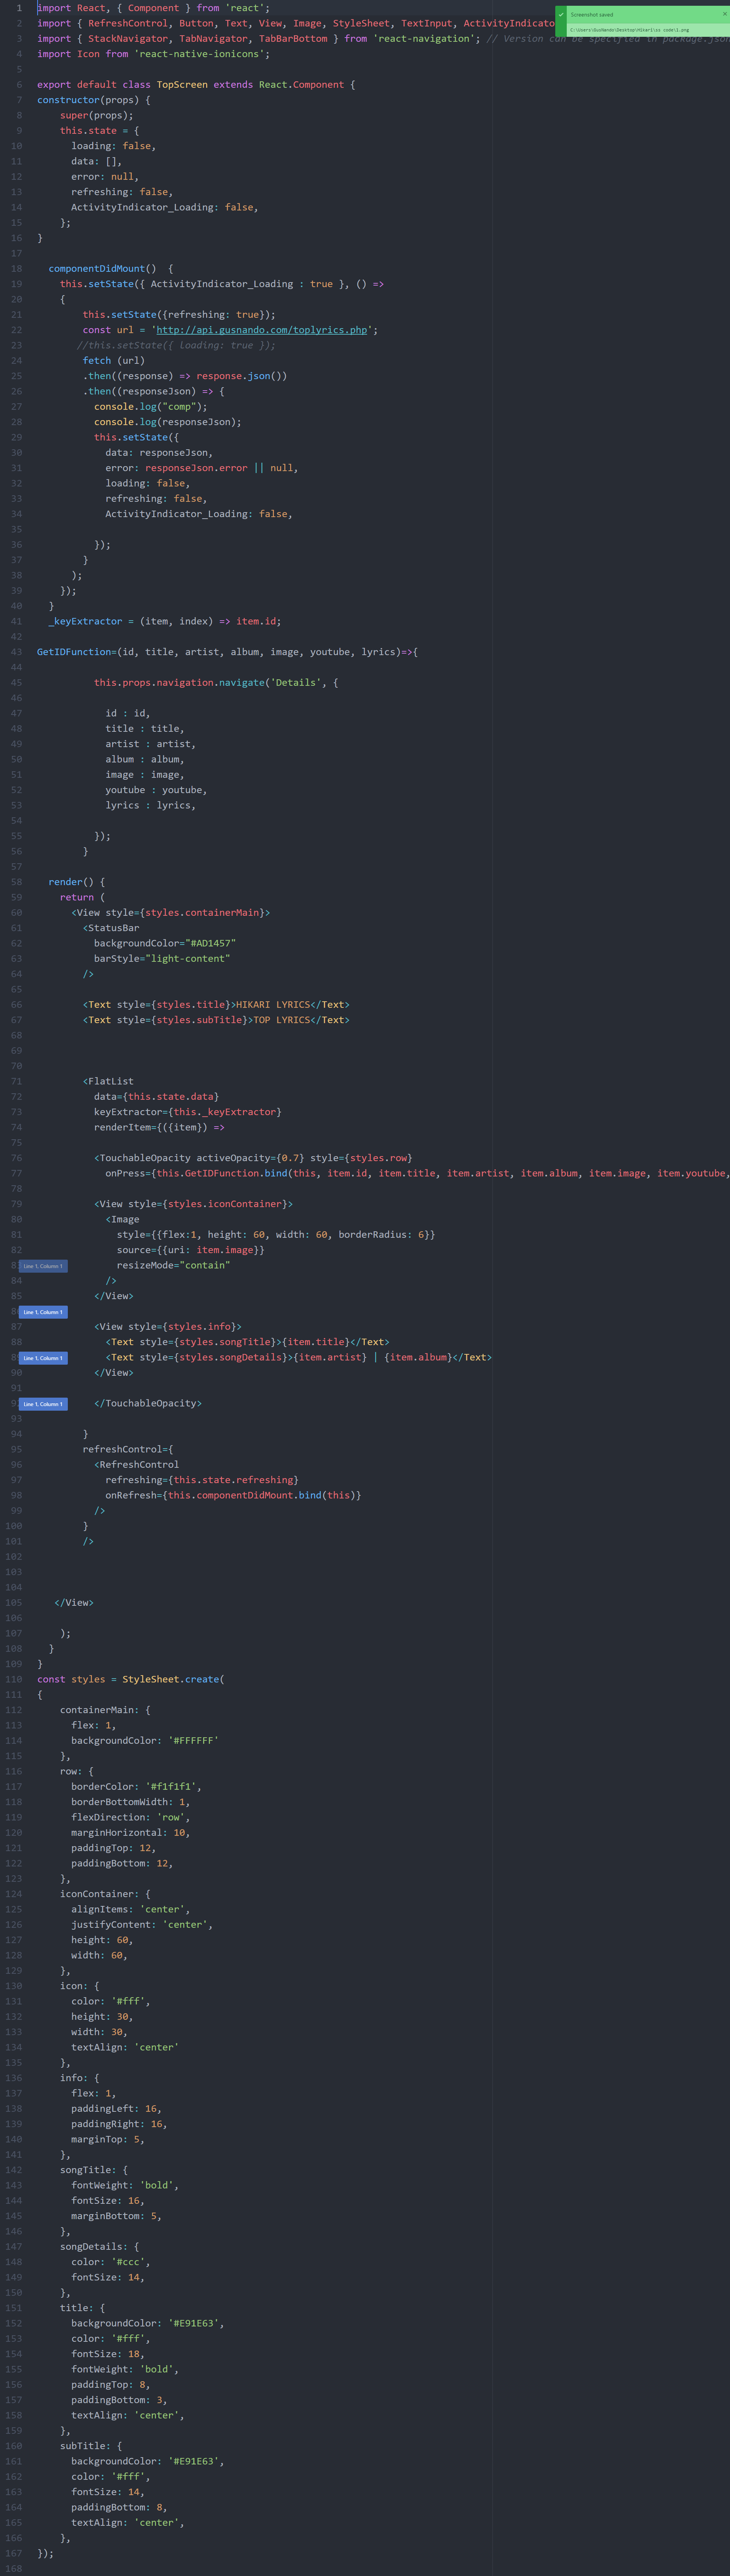 1 import React, { Component } from 'react';
2 import { RefreshControl, Button, Text, View, Image, StyleSheet, TextInput, ActivityIndicato
Screenshot saved
3 import { StackNavigator, TabNavigator, TabBarBottom } from 'react-navigation'; // Version can be specified in package.json
4 import Icon from 'react-native-ionicons';
5
6 export default class TopScreen extends React.Component {
7 constructor(props) {
8 super(props);
9 this.state = {
10 loading: false,
11 data: [],
12 error: null,
13 refreshing: false,
14 ActivityIndicator_Loading: false,
15 };
16 }
17
18 componentDidMount() {
19 this.setState({ ActivityIndicator_Loading : true }, () =>
20 {
21 this.setState({refreshing: true});
22 const url = 'http://api.gusnando.com/toplyrics.php';
23 //this.setState({ loading: true });
24 fetch (url)
25 .then((response) => response.json())
26 .then((responseJson) => {
27 console.log("comp");
28 console.log(responseJson);
29 this.setState({
30 data: responseJson,
31 error: responseJson.error || null,
32 loading: false,
33 refreshing: false,
34 ActivityIndicator_Loading: false,
35
36 });
37 }
38 );
39 });
40 }
41 _keyExtractor = (item, index) => item.id;
42
43 GetIDFunction=(id, title, artist, album, image, youtube, lyrics)=>{
44
45 this.props.navigation.navigate('Details', {
46
47 id : id,
48 title : title,
49 artist : artist,
50 album : album,
51 image : image,
52 youtube : youtube,
53 lyrics : lyrics,
54
55 });
56 }
57
58 render() {
59 return (
60 <View style={styles.containerMain}>
61 <StatusBar
62 backgroundColor="#AD1457"
63 barStyle="light-content"
64 />
65
66 <Text style={styles.title}>HIKARI LYRICS</Text>
67 <Text style={styles.subTitle}>TOP LYRICS</Text>
68
69
70
71 <FlatList
72 data={this.state.data}
73 keyExtractor={this._keyExtractor}
74 renderItem={({item}) =>
75
76 <TouchableOpacity activeOpacity={0.7} style={styles.row}
77 onPress={this.GetIDFunction.bind(this, item.id, item.title, item.artist, item.album, item.image, item.youtube,
78
79 <View style={styles.iconContainer}>
80 <Image
81 style={{flex:1, height: 60, width: 60, borderRadius: 6}}
82 source={{uri: item.image}}
Line 1, Column 1 resizeMode="contain"
84 />
85 </View>
Line 1, Column 1
87 <View style={styles.info}>
88 <Text style={styles.songTitle}>{item.title}</Text>
Line 1, Column 1 <Text style={styles.songDetails}>{item.artist} | {item.album}</Text>
90 </View>
91
Line 1, Column 1 </TouchableOpacity>
93
94 }
95 refreshControl={
96 <RefreshControl
97 refreshing={this.state.refreshing}
98 onRefresh={this.componentDidMount.bind(this)}
99 />
100 }
101 />
102
103
104
105 </View>
106
107 );
108 }
109 }
110 const styles = StyleSheet.create(
111 {
112 containerMain: {
113 flex: 1,
114 backgroundColor: '#FFFFFF'
115 },
116 row: {
117 borderColor: '#f1f1f1',
118 borderBottomWidth: 1,
119 flexDirection: 'row',
120 marginHorizontal: 10,
121 paddingTop: 12,
122 paddingBottom: 12,
123 },
124 iconContainer: {
125 alignItems: 'center',
126 justifyContent: 'center',
127 height: 60,
128 width: 60,
129 },
130 icon: {
131 color: '#fff',
132 height: 30,
133 width: 30,
134 textAlign: 'center'
135 },
136 info: {
137 flex: 1,
138 paddingLeft: 16,
139 paddingRight: 16,
140 marginTop: 5,
141 },
142 songTitle: {
143 fontWeight: 'bold',
144 fontSize: 16,
145 marginBottom: 5,
146 },
147 songDetails: {
148 color: '#ccc',
149 fontSize: 14,
150 },
151 title: {
152 backgroundColor: '#E91E63',
153 color: '#fff',
154 fontSize: 18,
155 fontWeight: 'bold',
156 paddingTop: 8,
157 paddingBottom: 3,
158 textAlign: 'center',
159 },
160 subTitle: {
161 backgroundColor: '#E91E63',
162 color: '#fff',
163 fontSize: 14,
164 paddingBottom: 8,
165 textAlign: 'center',
166 },
167 });
168